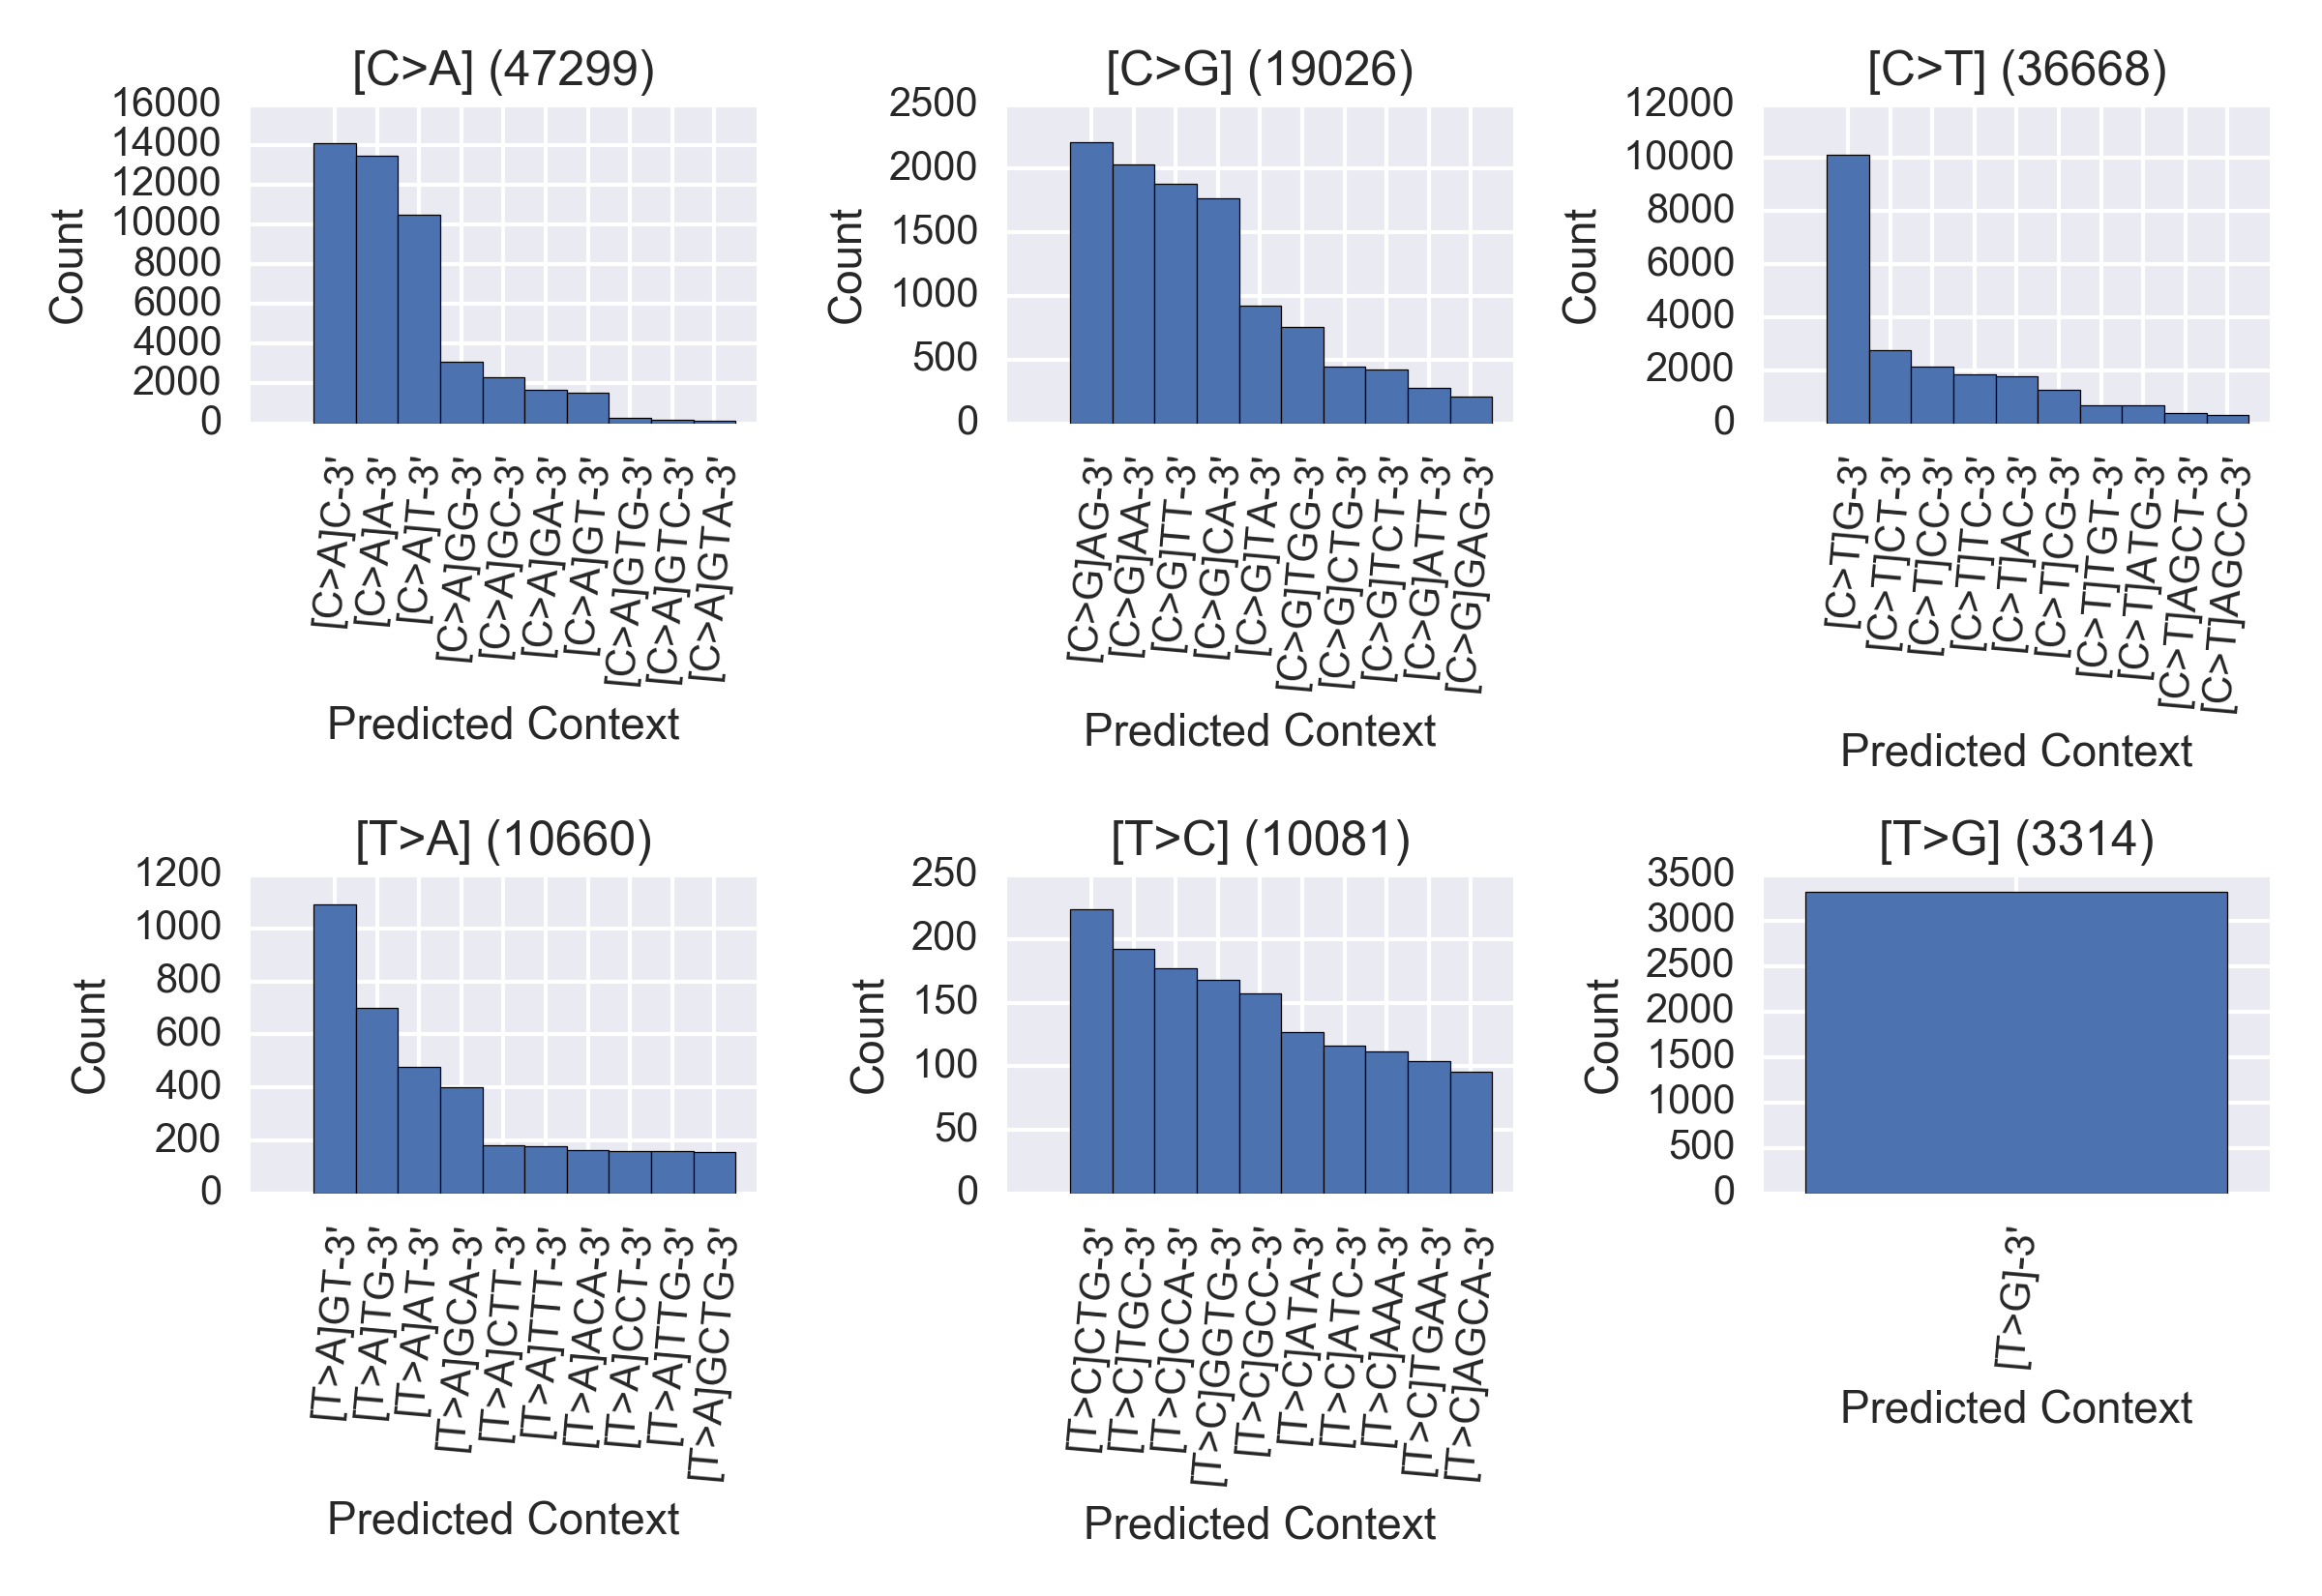 [C>A] (47299)
16000
14000
12000
10000
8000
6000
4000
2000
0
Count
[C>A]C-3'
[C>A]A-3'
[C>A]T-3'
[C>A]GG-3'
[C>A]GC-3'
[C>A]GA-3'
[C>A]GT-3'
[C>A]GTG-3'
[C>A]GTC-3'
[C>A]GTA-3'
Predicted Context
[C>G] (19026)
2500
2000
1500
1000
500
0
Count
[C>G]AG-3'
[C>G]AA-3'
[C>G]TT-3'
[C>G]CA-3'
[C>G]TA-3'
[C>G]TGG-3'
[C>G]CTG-3'
[C>G]TCT-3'
[C>G]ATT-3'
[C>G]GAG-3'
Predicted Context
[C>T] (36668)
12000
10000
8000
6000
4000
2000
0
Count
[C>T]G-3'
[C>T]CT-3'
[C>T]CC-3'
[C>T]TC-3'
[C>T]AC-3'
[C>T]CG-3'
[C>T]TGT-3'
[C>T]ATG-3'
[C>T]AGCT-3'
[C>T]AGCC-3'
Predicted Context
[T>A] (10660)
1200
1000
800
600
400
200
0
Count
[T>A]GT-3'
[T>A]TG-3'
[T>A]AT-3'
[T>A]GCA-3'
[T>A]CTT-3'
[T>A]TTT-3'
[T>A]ACA-3'
[T>A]CCT-3'
[T>A]TTG-3'
[T>A]GCTG-3'
Predicted Context
[T>C] (10081)
250
200
150
100
50
0
Count
[T>C]CTG-3'
[T>C]TGC-3'
[T>C]CCA-3'
[T>C]GGTG-3'
[T>C]GCC-3'
[T>C]ATA-3'
[T>C]ATC-3'
[T>C]AAA-3'
[T>C]TGAA-3'
[T>C]AGCA-3'
Predicted Context
[T>G] (3314)
3500
3000
2500
2000
1500
1000
500
0
Count
[T>G]-3'
Predicted Context